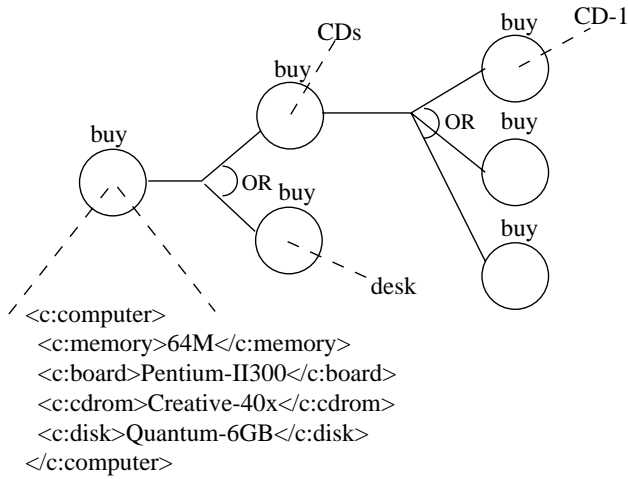 CD-1
CDs
buy
buy
OR
buy
buy
OR
buy
buy
desk
<c:computer>
<c:memory>64M</c:memory>
<c:board>Pentium-II300</c:board>
<c:cdrom>Creative-40x</c:cdrom>
<c:disk>Quantum-6GB</c:disk>
</c:computer>